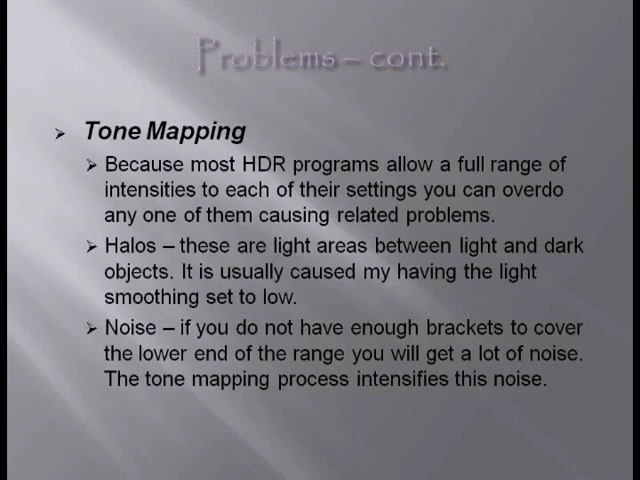 Problems – cont.
Tone Mapping
Because most HDR programs allow a full range of
intensities to each of their settings you can overdo
any one of them causing related problems.
Halos – these are light areas between light and dark
objects. It is usually caused my having the light
smoothing set to low.
Noise – if you do not have enough brackets to cover
the lower end of the range you will get a lot of noise.
The tone mapping process intensifies this noise.